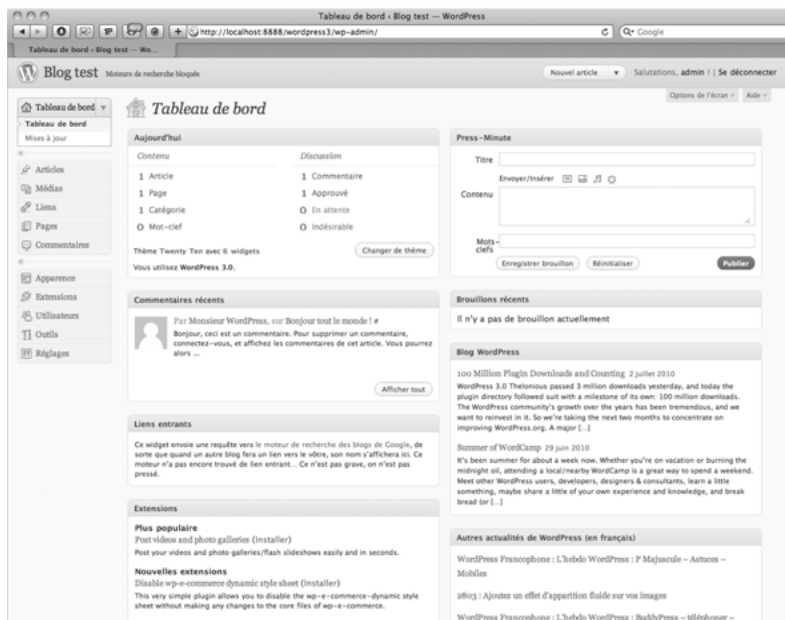 Tableau de bord ‹ Blog test — WordPress
http://localhost:8888/wordpress3/wp-admin/
Google
Tableau de bord ‹ Blog test — Wo...
Blog test
Moteurs de recherche bloqués
Nouvel article
Salutations, admin ! | Se déconnecter
Options de l'écran
Aide
Tableau de bord
Tableau de bord
Mises à jour
Articles
Médias
Liens
Pages
Commentaires
Apparence
Extensions
Utilisateurs
Outils
Réglages
Tableau de bord
Aujourd'hui
Contenu
Discussion
1 Article
1 Commentaire
1 Page
1 Approuvé
1 Catégorie
0 En attente
0 Mot-clef
0 Indésirable
Thème Twenty Ten avec 6 widgets
Changer de thème
Vous utilisez WordPress 3.0.
Commentaires récents
Par Monsieur WordPress, sur Bonjour tout le monde ! #
Bonjour, ceci est un commentaire. Pour supprimer un commentaire,
connectez-vous, et affichez les commentaires de cet article. Vous pourrez
alors ...
Afficher tout
Liens entrants
Ce widget envoie une requête vers le moteur de recherche des blogs de Google, de
sorte que quand un autre blog fera un lien vers le vôtre, son nom s'affichera ici. Ce
moteur n'a pas encore trouvé de lien entrant... Ce n'est pas grave, on n'est pas
pressé.
Extensions
Plus populaire
Post videos and photo galleries (Installer)
Post your videos and photo galleries/flash slideshows easily and in seconds.
Nouvelles extensions
Disable wp-e-commerce dynamic style sheet (Installer)
This very simple plugin allows you to disable the wp-e-commerce-dynamic style
sheet without making any changes to the core files of wp-e-commerce.
Press-Minute
Titre
Envoyer/Insérer
Contenu
Mots-
clefs
Enregistrer brouillon
Réinitialiser
Publier
Brouillons récents
Il n'y a pas de brouillon actuellement
Blog WordPress
100 Million Plugin Downloads and Counting 2 juillet 2010
WordPress 3.0 Thelonious passed 3 million downloads yesterday, and today the
plugin directory followed suit with a milestone of its own: 100 million downloads.
The WordPress community's growth over the years has been tremendous, and we
want to reinvest in it. So we're taking the next two months to concentrate on
improving WordPress.org. A major [...]
Summer of WordCamp 29 juin 2010
It's been summer for about a week now. Whether you're on vacation or burning the
midnight oil, attending a local/nearby WordCamp is a great way to spend a weekend.
Meet other WordPress users, developers, designers & consultants, learn a little
something, maybe share a little of your own experience and knowledge, and break
bread (or [...]
Autres actualités de WordPress (en français)
WordPress Francophone : L'hebdo WordPress : P Majuscule – Astuces –
Mobiles
2803 : Ajoutez un effet d'apparition fluide sur vos images
WordPress Francophone : L'hebdo WordPress : BuddyPress – téléphoner –